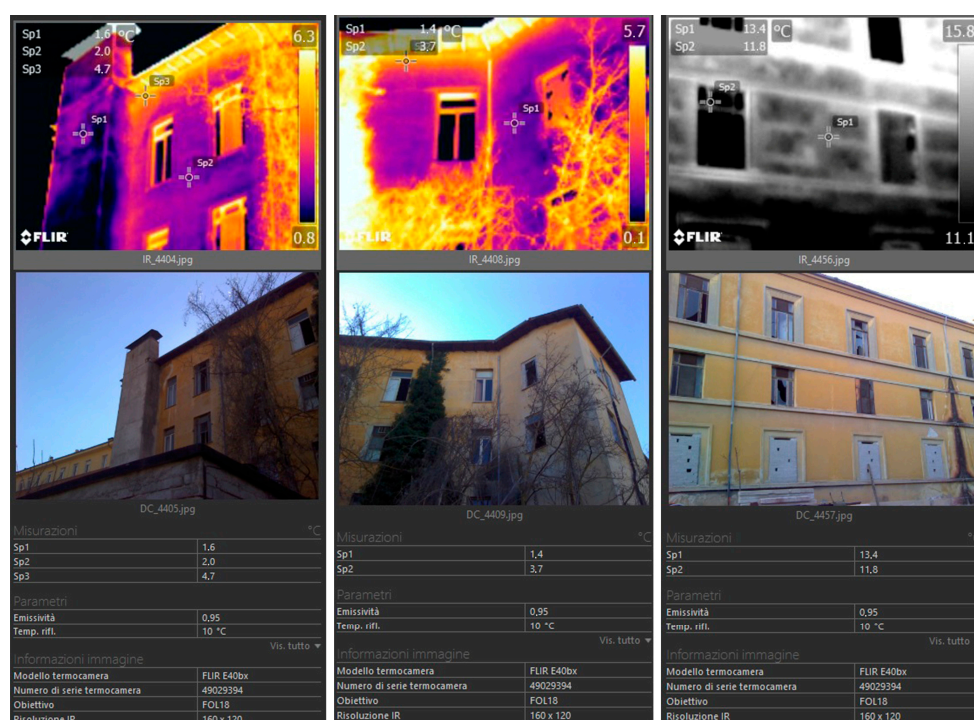 Sp1 1.6 °C
Sp2 2,0
Sp3 4.7
6.3
Sp3
Sp1
Sp2
FLIR
0.8
IR_4404.jpg
DC_4405.jpg
Misurazioni °C
Sp1 1.6
Sp2 2,0
Sp3 4.7
Parametri
Emissività 0,95
Temp. rifl. 10 °C
Vis. tutto
Informazioni immagine
Modello termocamera FLIR E40bx
Numero di serie termocamera 49029394
Obiettivo FOL18
Risoluzione IR 160 x 120
Sp1 1.4 °C
Sp2 3,7
5.7
Sp1
FLIR
0.1
IR_4408.jpg
DC_4409.jpg
Misurazioni °C
Sp1 1,4
Sp2 3,7
Parametri
Emissività 0,95
Temp. rifl. 10 °C
Vis. tutto
Informazioni immagine
Modello termocamera FLIR E40bx
Numero di serie termocamera 49029394
Obiettivo FOL18
Risoluzione IR 160 x 120
Sp1 13.4 °C
Sp2 11.8
15.8
Sp2
Sp1
FLIR
11.1
IR_4456.jpg
DC_4457.jpg
Misurazioni
Sp1 13,4
Sp2 11,8
Parametri
Emissività 0,95
Temp. rifl. 10 °C
Vis. tutto
Informazioni immagine
Modello termocamera FLIR E40bx
Numero di serie termocamera 49029394
Obiettivo FOL18
Risoluzione IR 160 x 120